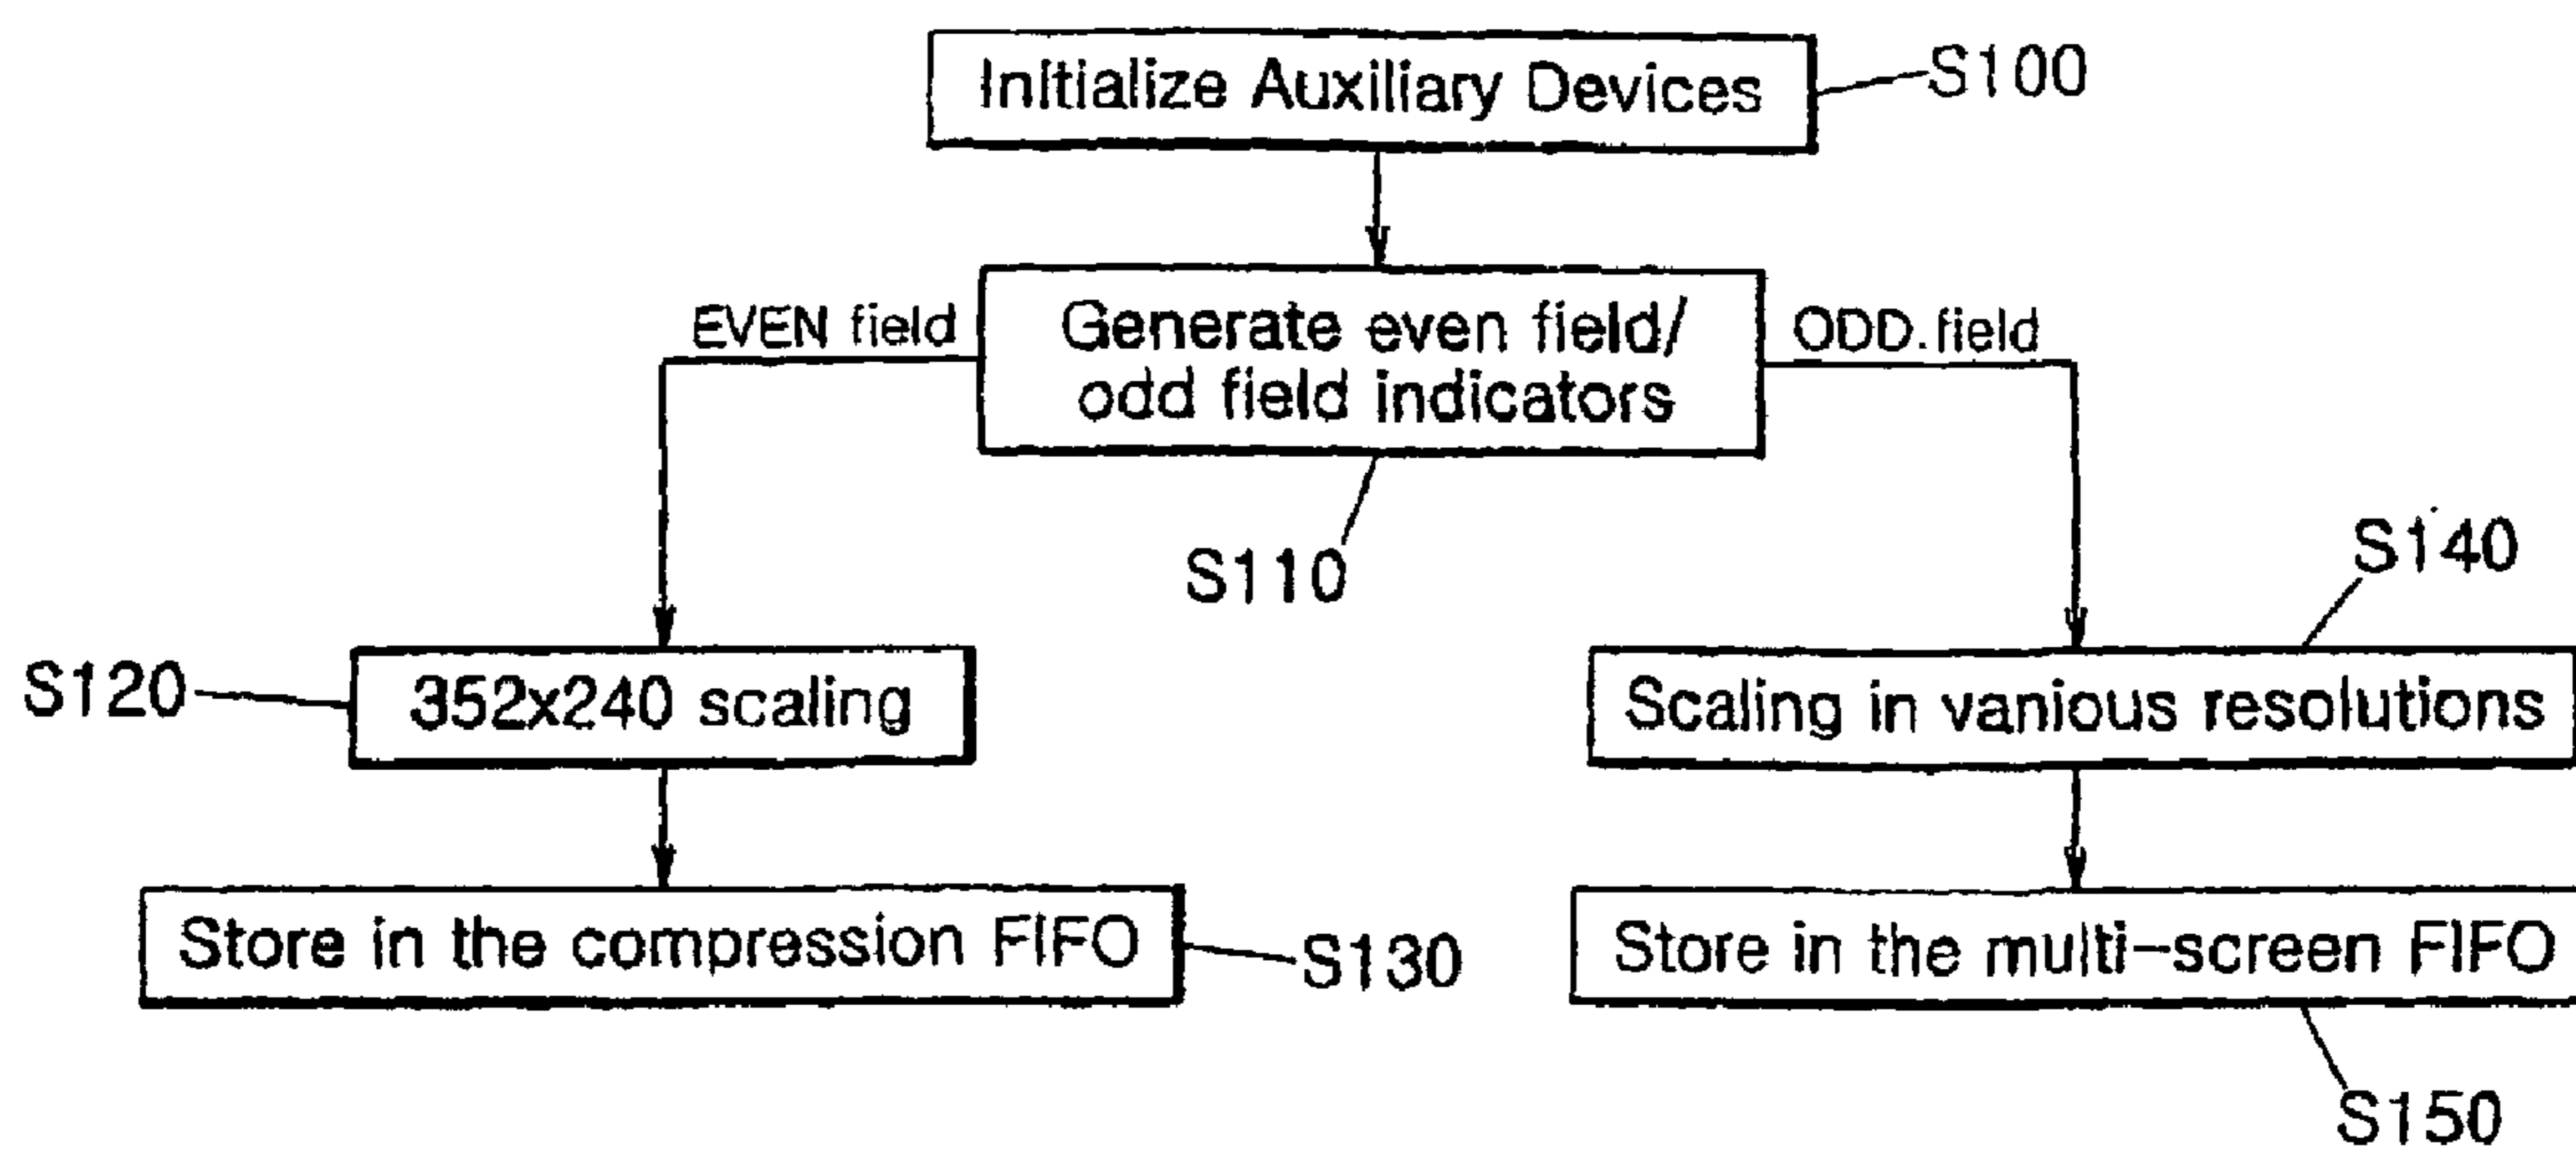 Initialize Auxiliary Devices
S100
EVEN field
Generate even field/
odd field indicators
ODD.field
S110
S140
S120
352x240 scaling
Scaling in vanious resolutions
Store in the compression FIFO
S130
Store in the multi-screen FIFO
S150